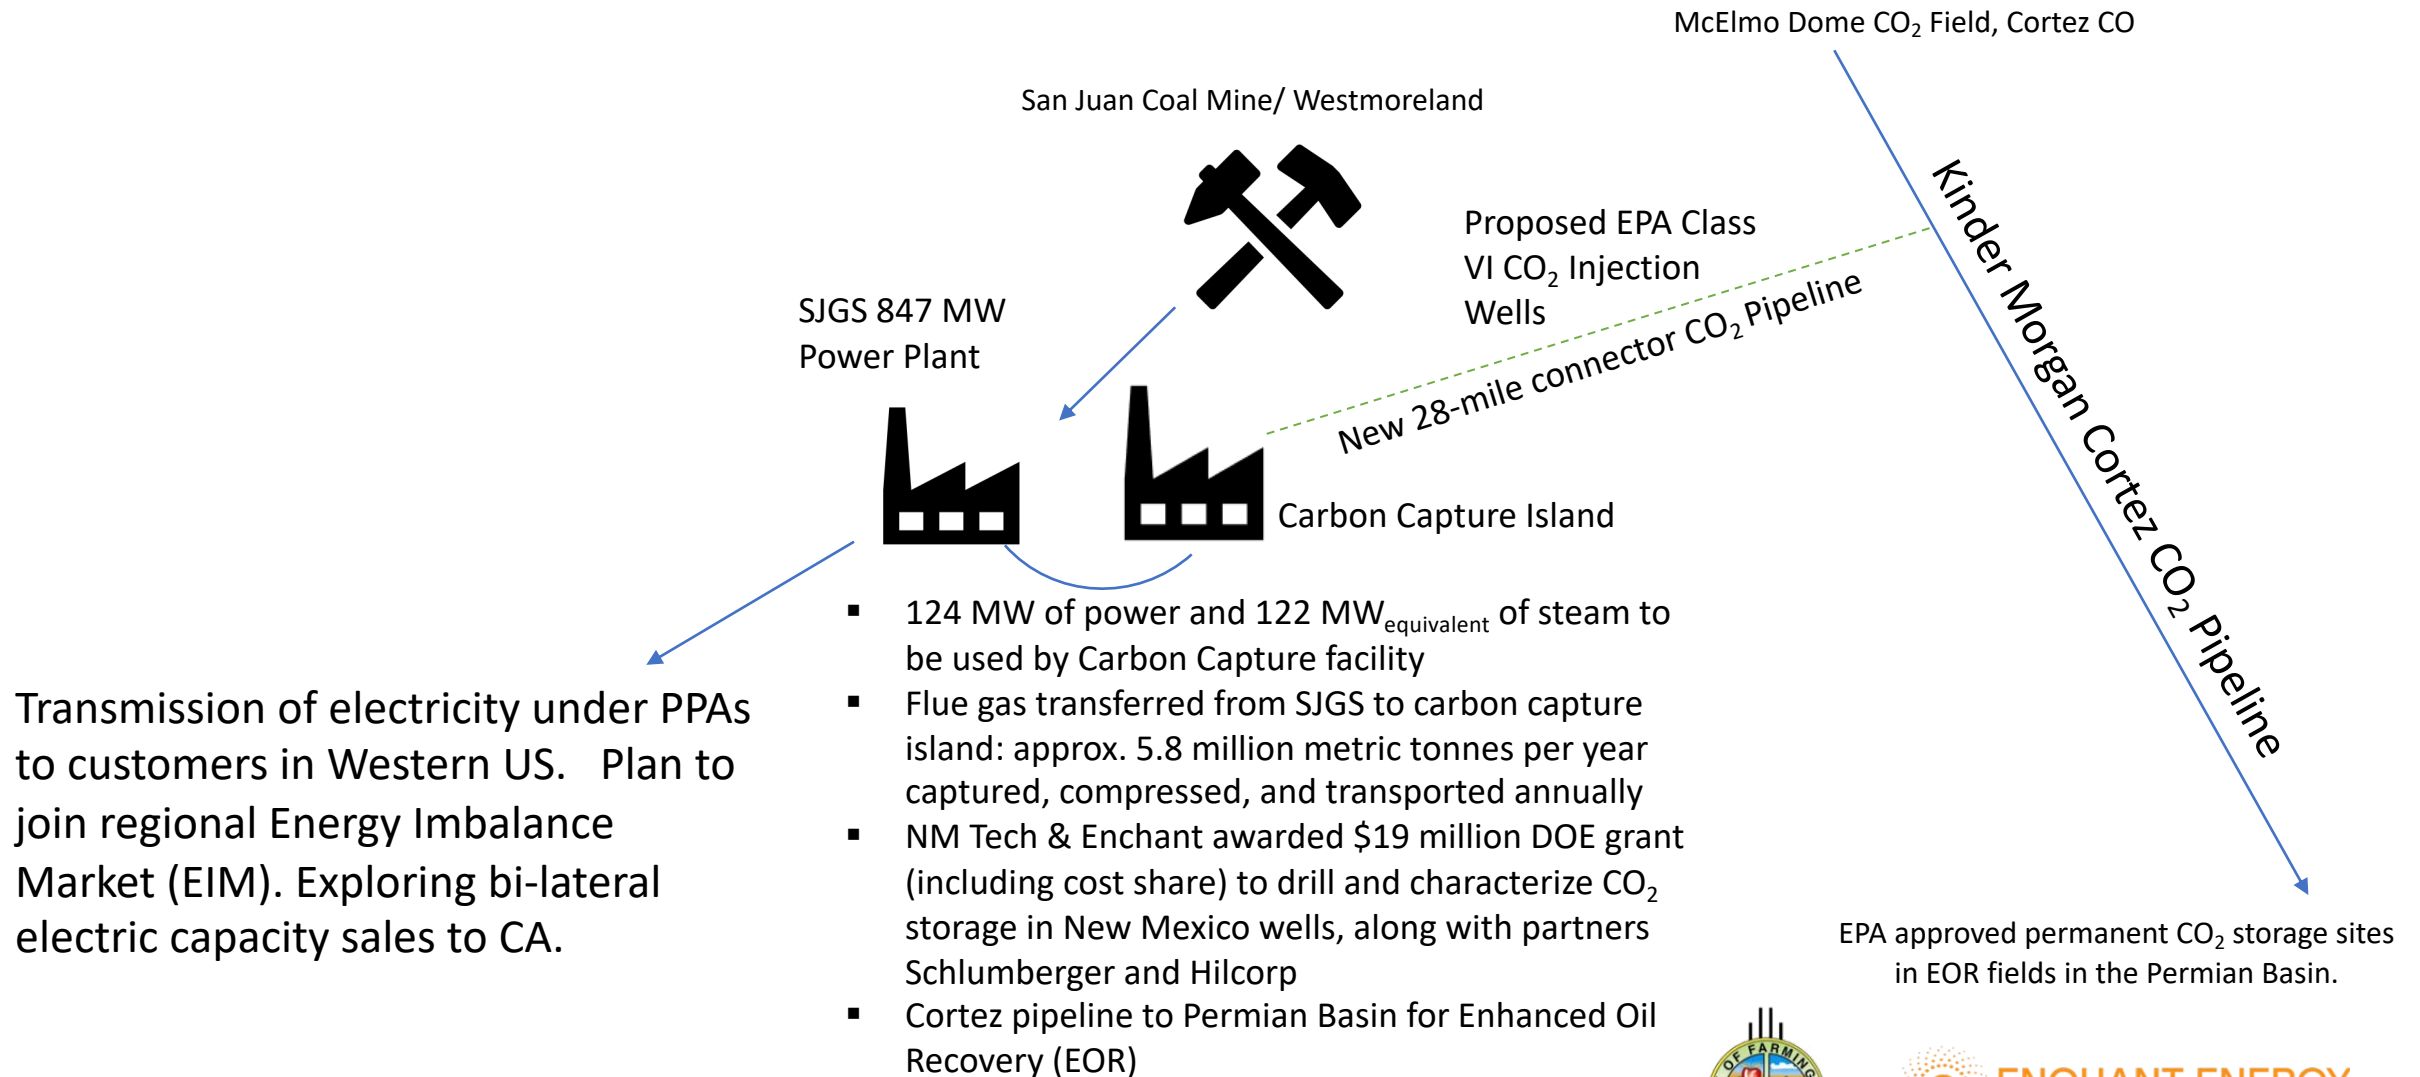 McElmo Dome CO₂ Field, Cortez CO
San Juan Coal Mine/ Westmoreland
Proposed EPA Class
VI CO₂ Injection
Wells
SJGS 847 MW
Power Plant
New 28-mile connector CO₂ Pipeline
Kinder Morgan Cortez CO₂ Pipeline
Carbon Capture Island
▪ 124 MW of power and 122 MWequivalent of steam to
be used by Carbon Capture facility
▪ Flue gas transferred from SJGS to carbon capture
island: approx. 5.8 million metric tonnes per year
captured, compressed, and transported annually
▪ NM Tech & Enchant awarded $19 million DOE grant
(including cost share) to drill and characterize CO₂
storage in New Mexico wells, along with partners
Schlumberger and Hilcorp
▪ Cortez pipeline to Permian Basin for Enhanced Oil
Recovery (EOR)
Transmission of electricity under PPAs
to customers in Western US. Plan to
join regional Energy Imbalance
Market (EIM). Exploring bi-lateral
electric capacity sales to CA.
EPA approved permanent CO₂ storage sites
in EOR fields in the Permian Basin.
OF FARMING
ENCHANT ENERGY